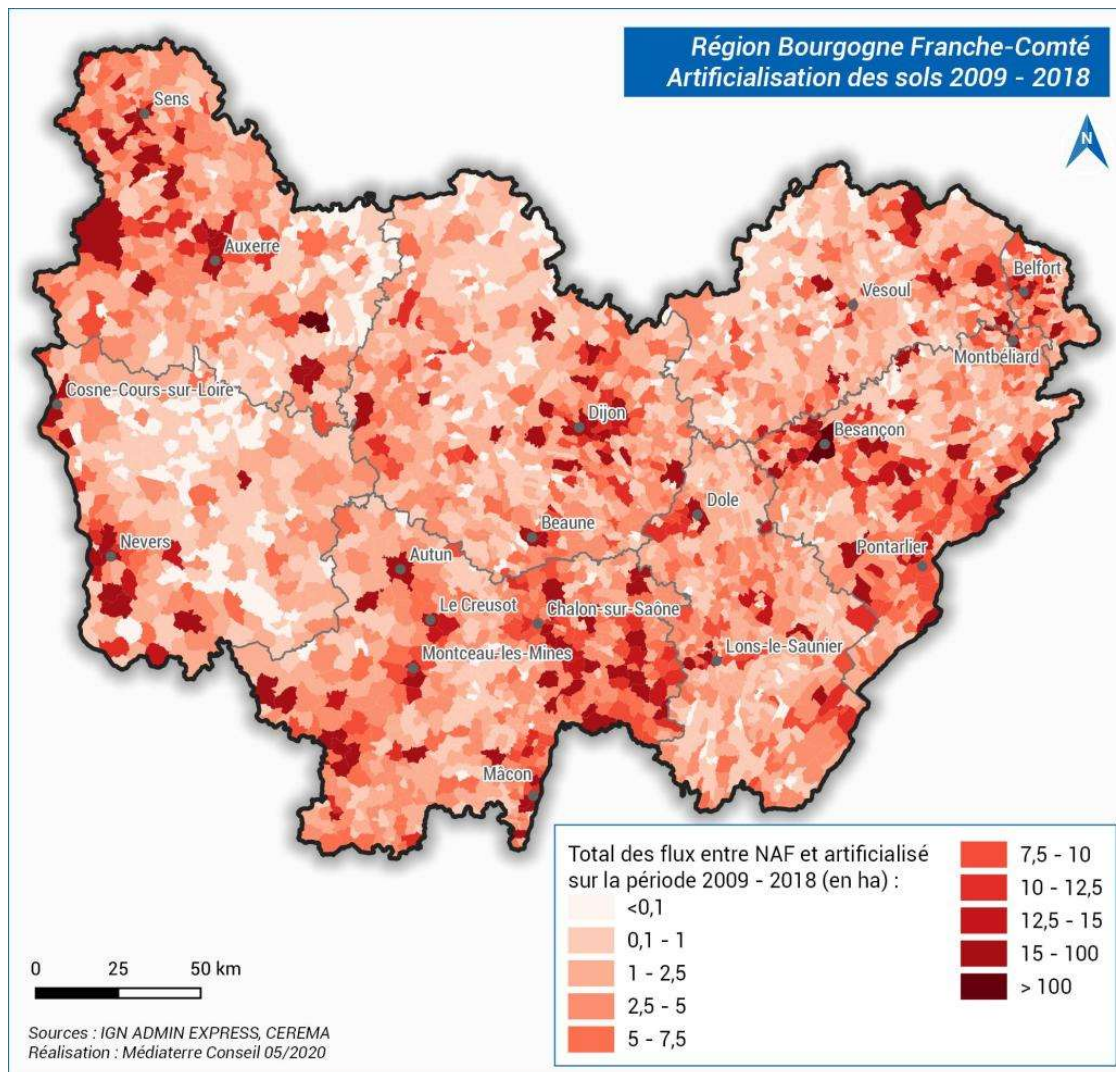 Région Bourgogne Franche-Comté
Artificialisation des sols 2009 - 2018
N
Sens
Auxerre
Belfort
Vesoul
Montbéliard
Cosne-Cours-sur-Loire
Dijon
Besançon
Dole
Beaune
Nevers
Autun
Pontarlier
Le Creusot
Chalon-sur-Saône
Montceau-les-Mines
Lons-le-Saunier
Mâcon
Total des flux entre NAF et artificialisé
sur la période 2009 - 2018 (en ha) :
<0,1
0,1 - 1
1 - 2,5
2,5 - 5
5 - 7,5
7,5 - 10
10 - 12,5
12,5 - 15
15 - 100
> 100
0 25 50 km
Sources : IGN ADMIN EXPRESS, CEREMA
Réalisation : Médiaterre Conseil 05/2020